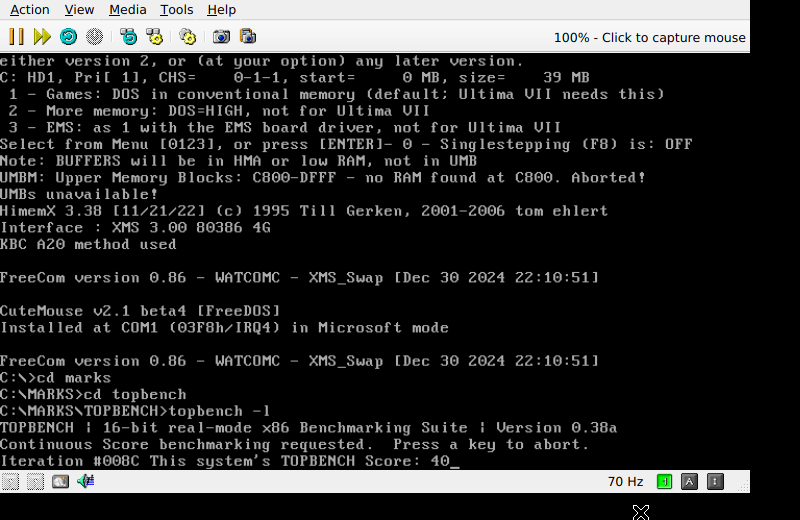 Action View Media Tools Help
100% - Click to capture mouse
either version 2, or (at your option) any later version.
C: HD1, Pri[ 1], CHS=    0-1-1, start=     0 MB, size=    39 MB
 1 - Games: DOS in conventional memory (default; Ultima VII needs this)
 2 - More memory: DOS=HIGH, not for Ultima VII
 3 - EMS: as 1 with the EMS board driver, not for Ultima VII
Select from Menu [0123], or press [ENTER]- 0 - Singlestepping (F8) is: OFF
Note: BUFFERS will be in HMA or low RAM, not in UMB
UMBM: Upper Memory Blocks: C800-DFFF - no RAM found at C800. Aborted!
UMBs unavailable!
HimemX 3.38 [11/21/22] (c) 1995 Till Gerken, 2001-2006 tom ehlert
Interface : XMS 3.00 80386 4G
KBC A20 method used
FreeCom version 0.86 - WATCOMC - XMS_Swap [Dec 30 2024 22:10:51]
CuteMouse v2.1 beta4 [FreeDOS]
Installed at COM1 (03F8h/IRQ4) in Microsoft mode
FreeCom version 0.86 - WATCOMC - XMS_Swap [Dec 30 2024 22:10:51]
C:\>cd marks
C:\MARKS>cd topbench
C:\MARKS\TOPBENCH>topbench -l
TOPBENCH | 16-bit real-mode x86 Benchmarking Suite | Version 0.38a
Continuous Score benchmarking requested.  Press a key to abort.
Iteration #008C This system's TOPBENCH Score: 40_
70 Hz
A